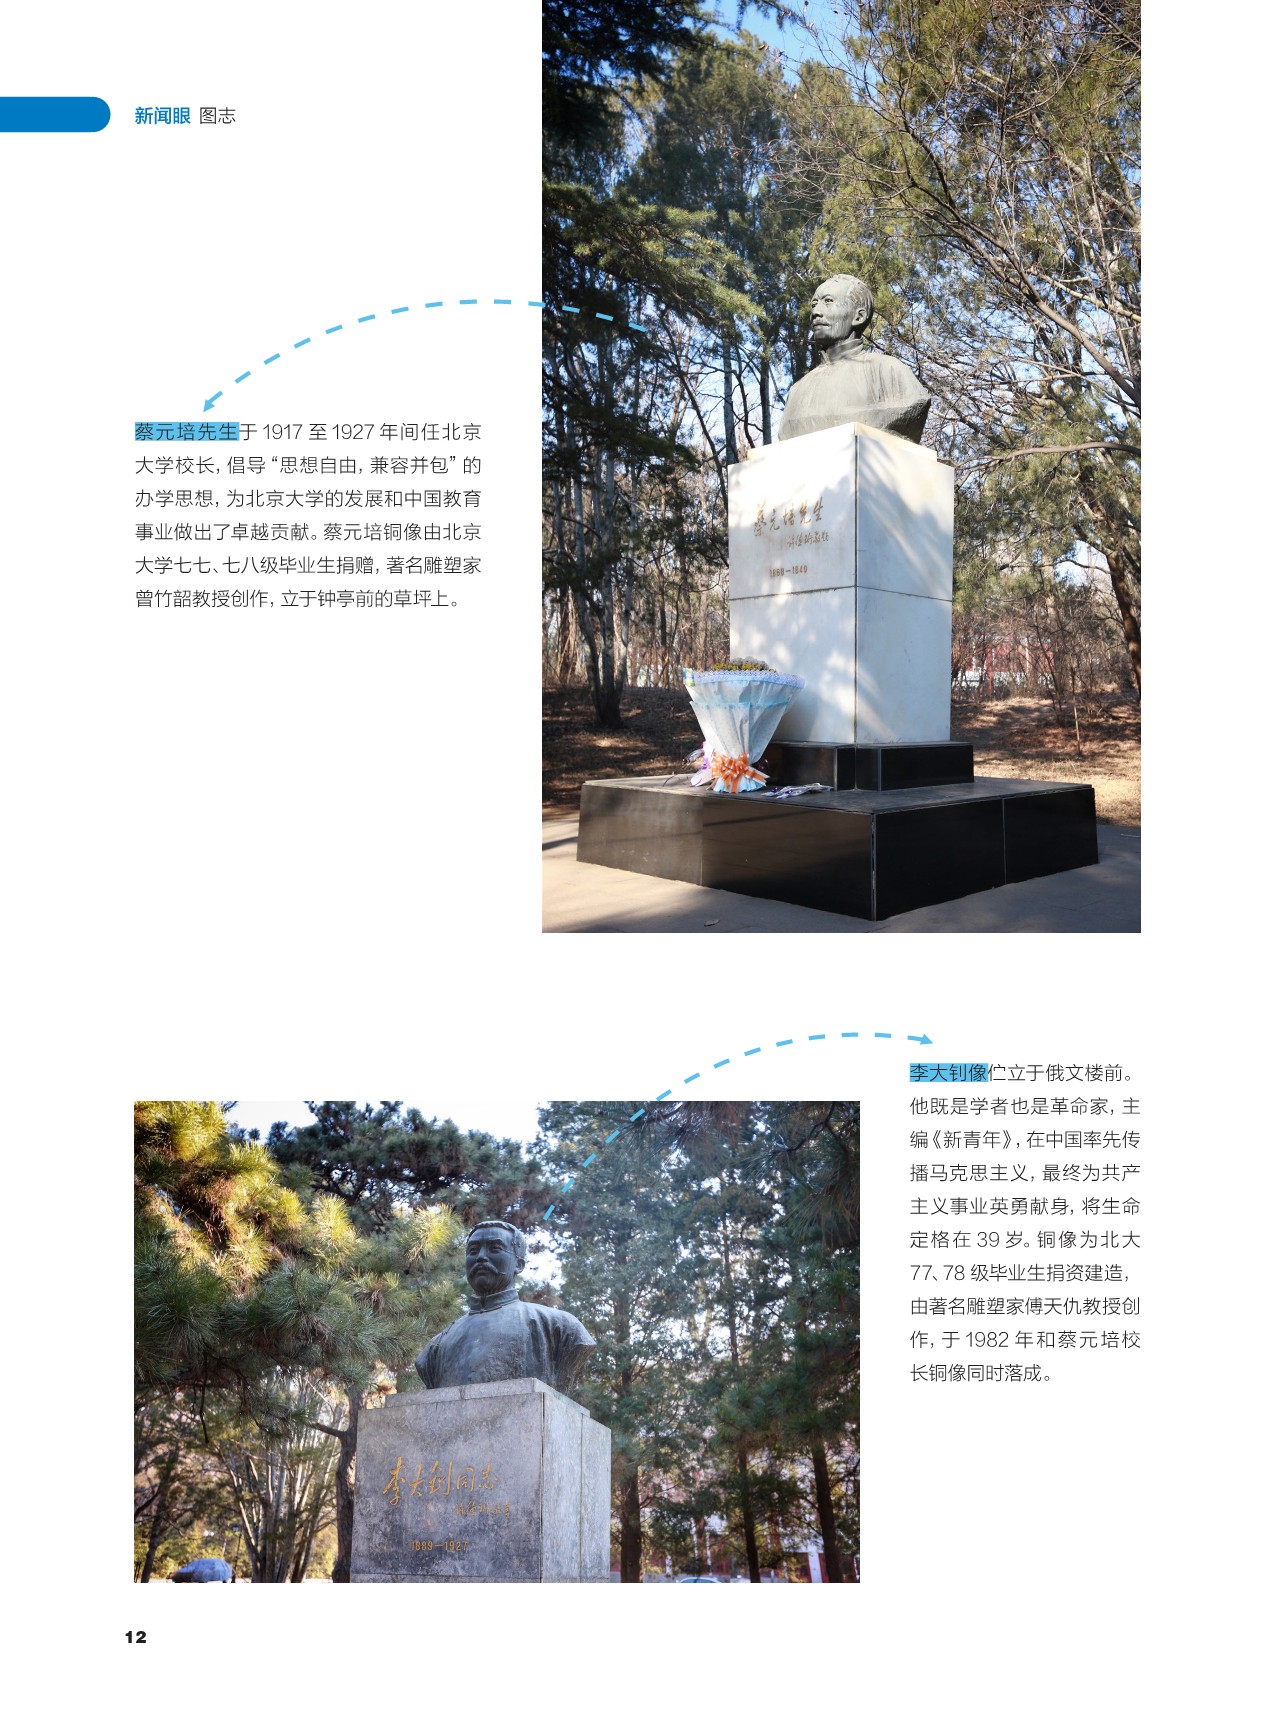 新闻眼 图志
蔡元培先生于 1917 至 1927 年间任北京
大学校长, 倡导 “思想自由, 兼容并包” 的
办学思想, 为北京大学的发展和中国教育
事业做出了卓越贡献。蔡元培铜像由北京
大学七七、七八级毕业生捐赠, 著名雕塑家
曾竹韶教授创作, 立于钟亭前的草坪上。
蔡元培先生
许德珩敬题
1868—1940
李大钊像伫立于俄文楼前。
他既是学者也是革命家, 主
编《新青年》, 在中国率先传
播马克思主义, 最终为共产
主义事业英勇献身, 将生命
定格在 39 岁。铜像为北大
77、78 级毕业生捐资建造,
由著名雕塑家傅天仇教授创
作, 于 1982 年和蔡元培校
长铜像同时落成。
李大钊同志
1889—1927
12